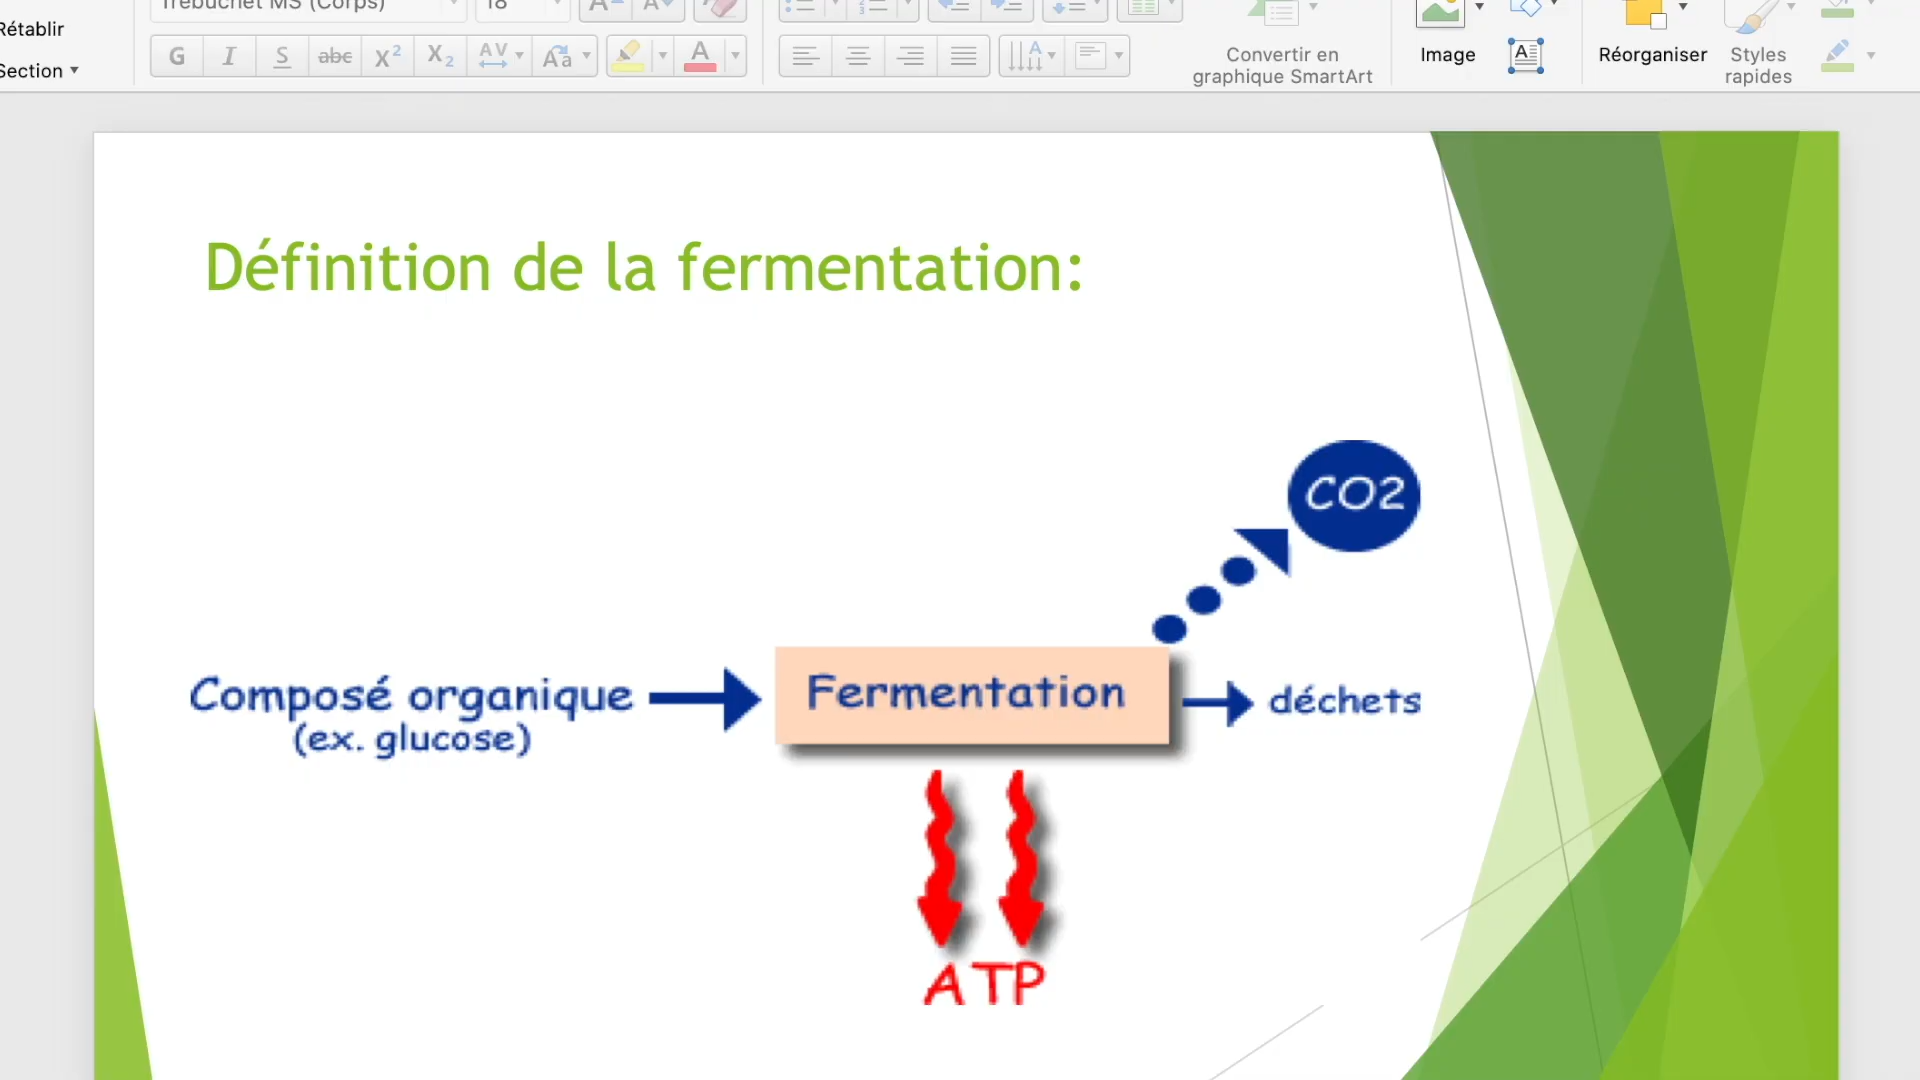 Trebuchet MS (Corps)
18
Rétablir
Section
G I S abc X² X₂ AV Aa A
A
Convertir en
graphique SmartArt
Image
A
Réorganiser
Styles
rapides
Définition de la fermentation:
CO2
Composé organique
(ex. glucose)
Fermentation
déchets
ATP